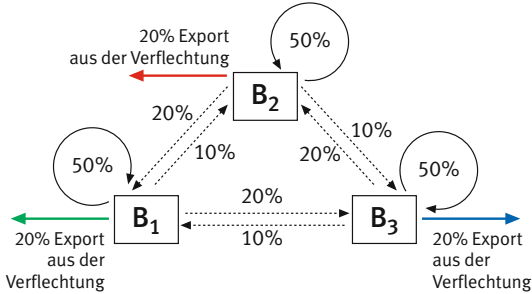 20% Export
aus der Verflechtung
50%
B₂
20%
10%
10%
20%
50%
50%
B₁
20%
10%
B₃
20% Export
aus der
Verflechtung
20% Export
aus der
Verflechtung